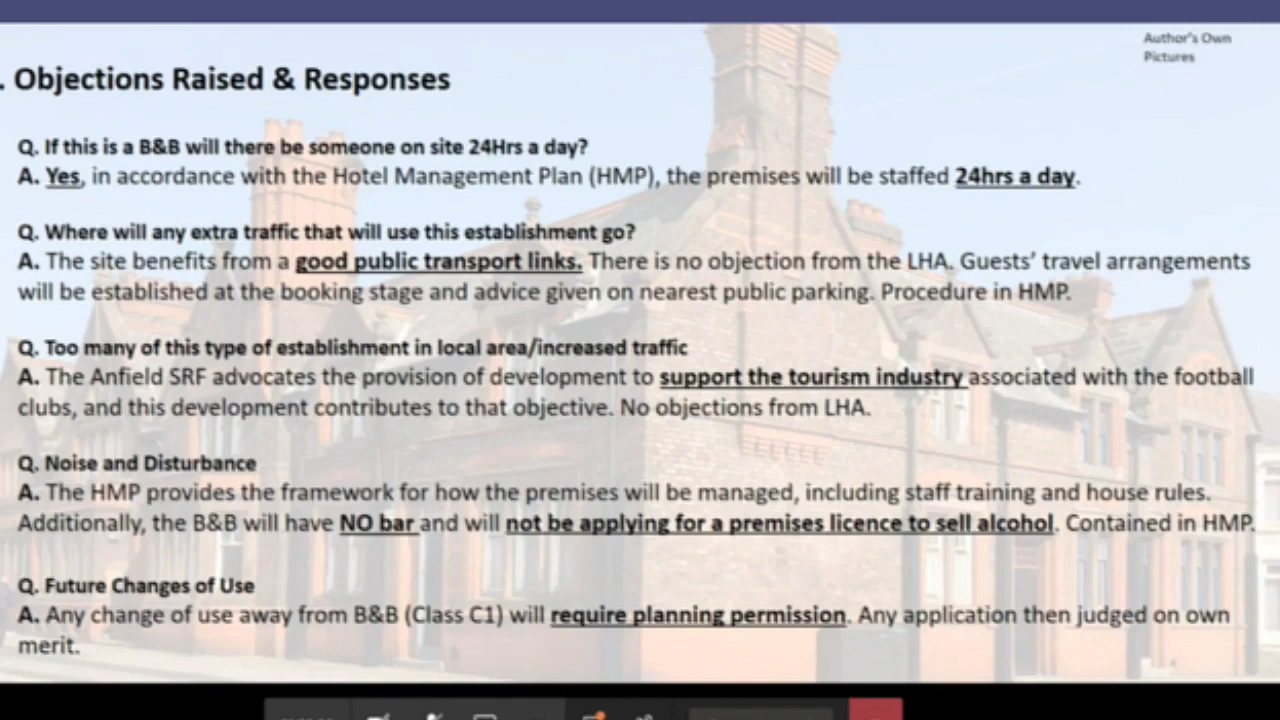 Author's Own
Pictures
. Objections Raised & Responses
Q. If this is a B&B will there be someone on site 24Hrs a day?
A. Yes, in accordance with the Hotel Management Plan (HMP), the premises will be staffed 24hrs a day.
Q. Where will any extra traffic that will use this establishment go?
A. The site benefits from a good public transport links. There is no objection from the LHA. Guests' travel arrangements
will be established at the booking stage and advice given on nearest public parking. Procedure in HMP.
Q. Too many of this type of establishment in local area/increased traffic
A. The Anfield SRF advocates the provision of development to support the tourism industry associated with the football
clubs, and this development contributes to that objective. No objections from LHA.
Q. Noise and Disturbance
A. The HMP provides the framework for how the premises will be managed, including staff training and house rules.
Additionally, the B&B will have NO bar and will not be applying for a premises licence to sell alcohol. Contained in HMP.
Q. Future Changes of Use
A. Any change of use away from B&B (Class C1) will require planning permission. Any application then judged on own
merit.